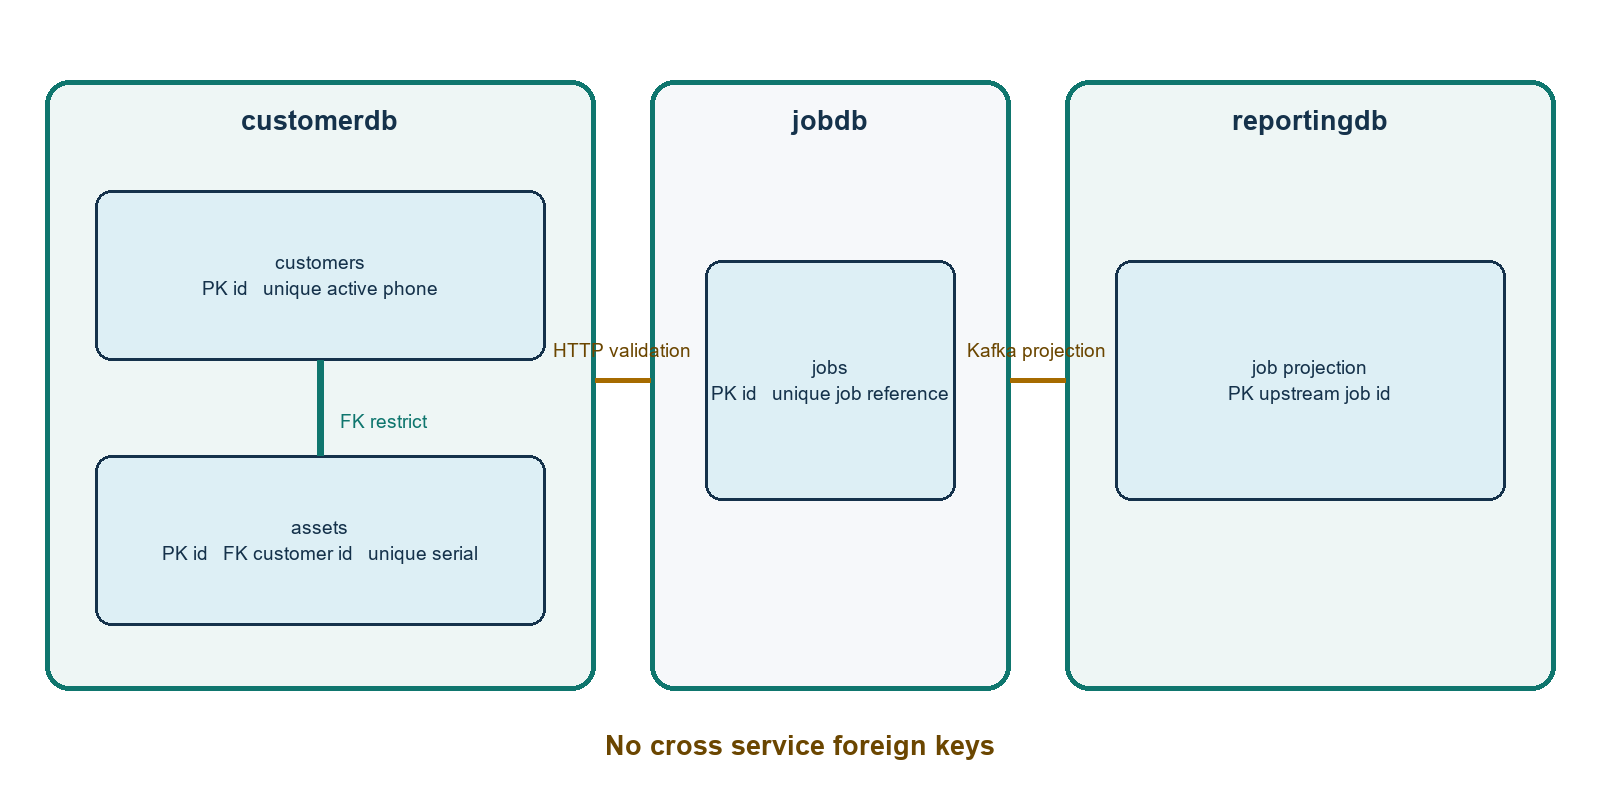 customerdb
customers
PK id   unique active phone
FK restrict
assets
PK id   FK customer id   unique serial
HTTP validation
jobdb
jobs
PK id   unique job reference
Kafka projection
reportingdb
job projection
PK upstream job id
No cross service foreign keys